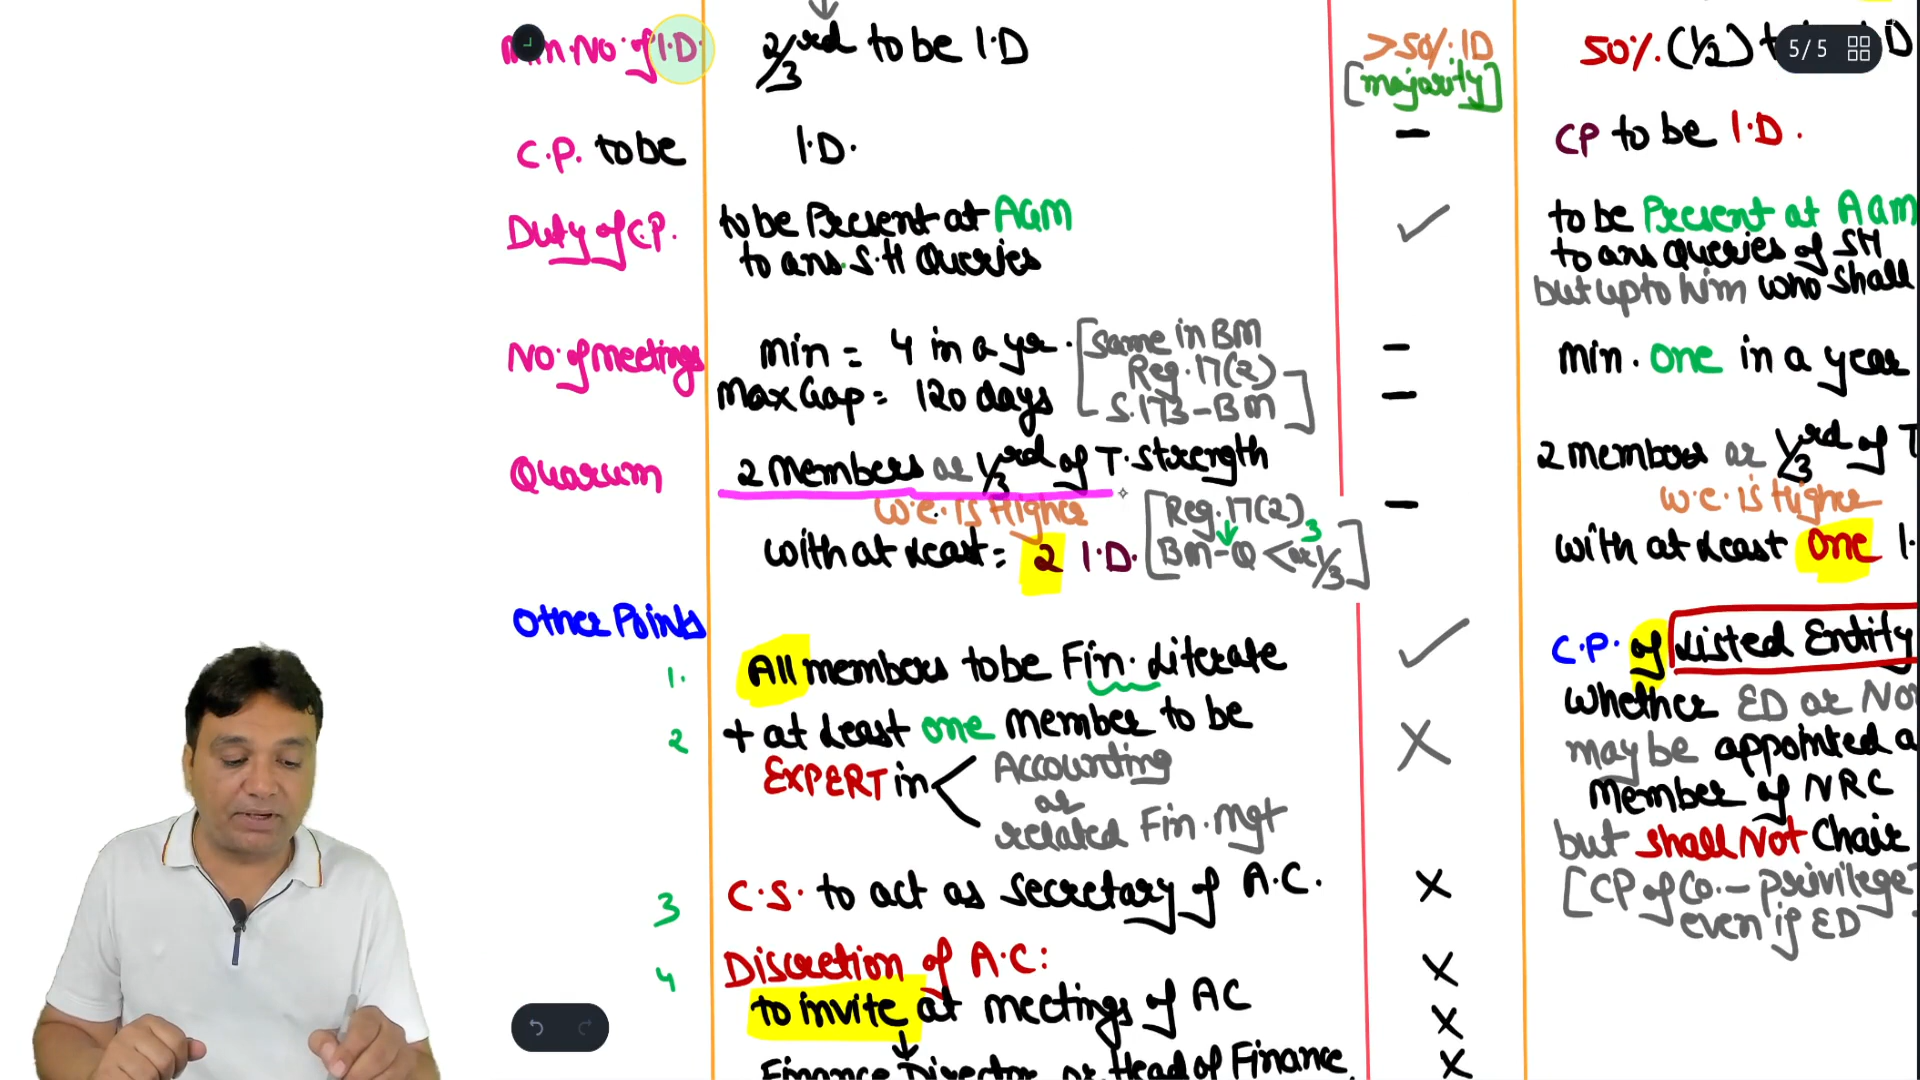 Min. No. of I.D. 2/3rd to be I.D >50% ID 50%. (1/2) D 5/5
[majority]
C.P. to be I.D. - CP to be I.D.
Duty of C.P. to be Present at AGM to be Present at AGM
to ans. S.H Queries to ans Queries of SH
but upto him who shall
No. of Meetings Min = 4 in a yr. [Same in BM - Min. one in a year
Reg. 17(2)
Max Gap = 120 days S.173-BM] -
Quorum 2 Members or 1/3rd of T. strength 2 members or 1/3rd of T
w.e. is Higher [Reg. 17(2) - w.e. is Higher
with at least = 2 I.D. BM-Q < 3 or 1/3] with at least One I.
Other Points
1. All members to be Fin. Literate C.P. of Listed Entity
2 + at least one member to be X whether ED or
EXPERT in < Accounting may be appointed a
or Member of NRC
related Fin. Mgt but shall Not Chair
3 C.S. to act as Secretary of A.C. X [CP of Co. - privilege
even if ED
4 Discretion of A.C: X
to invite at meetings of AC X
Finance Director or Head of Finance X